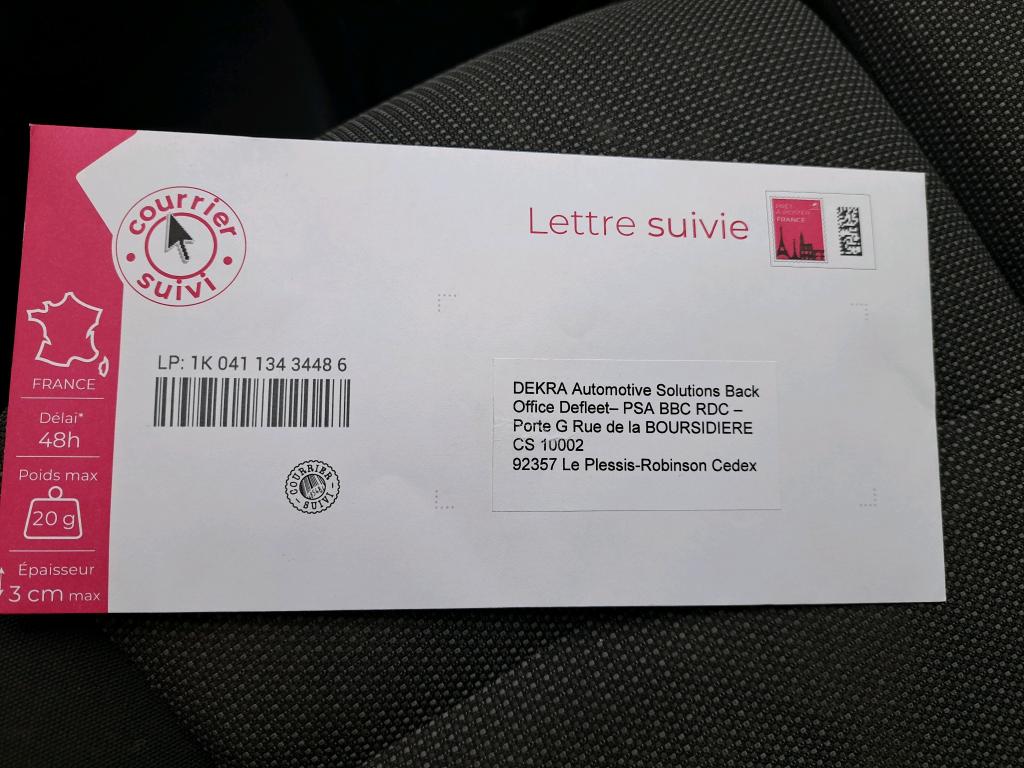 courrier
suivi
Lettre suivie
PRÊT
À POSTER
FRANCE
LP: 1K 041 134 3448 6
FRANCE
Délai*
48h
Poids max
20 g
Épaisseur
3 cm max
COURRIER
SUIVI
DEKRA Automotive Solutions Back
Office Defleet– PSA BBC RDC –
Porte G Rue de la BOURSIDIERE
CS 10002
92357 Le Plessis-Robinson Cedex